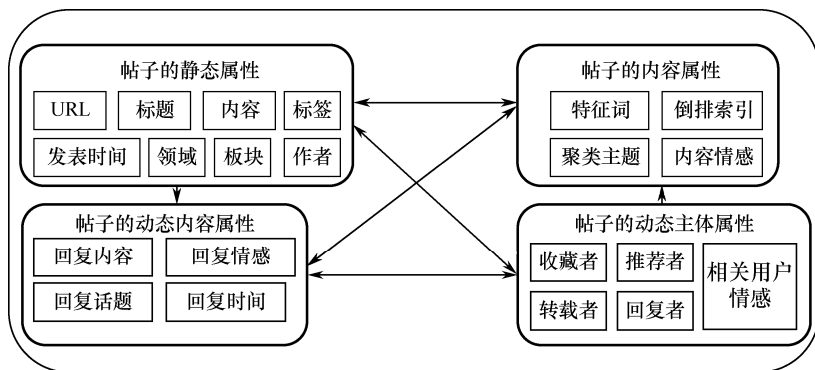 帖子的静态属性
URL
标题
内容
标签
发表时间
领域
板块
作者
帖子的内容属性
特征词
倒排索引
聚类主题
内容情感
帖子的动态内容属性
回复内容
回复情感
回复话题
回复时间
帖子的动态主体属性
收藏者
推荐者
转载者
回复者
相关用户
情感